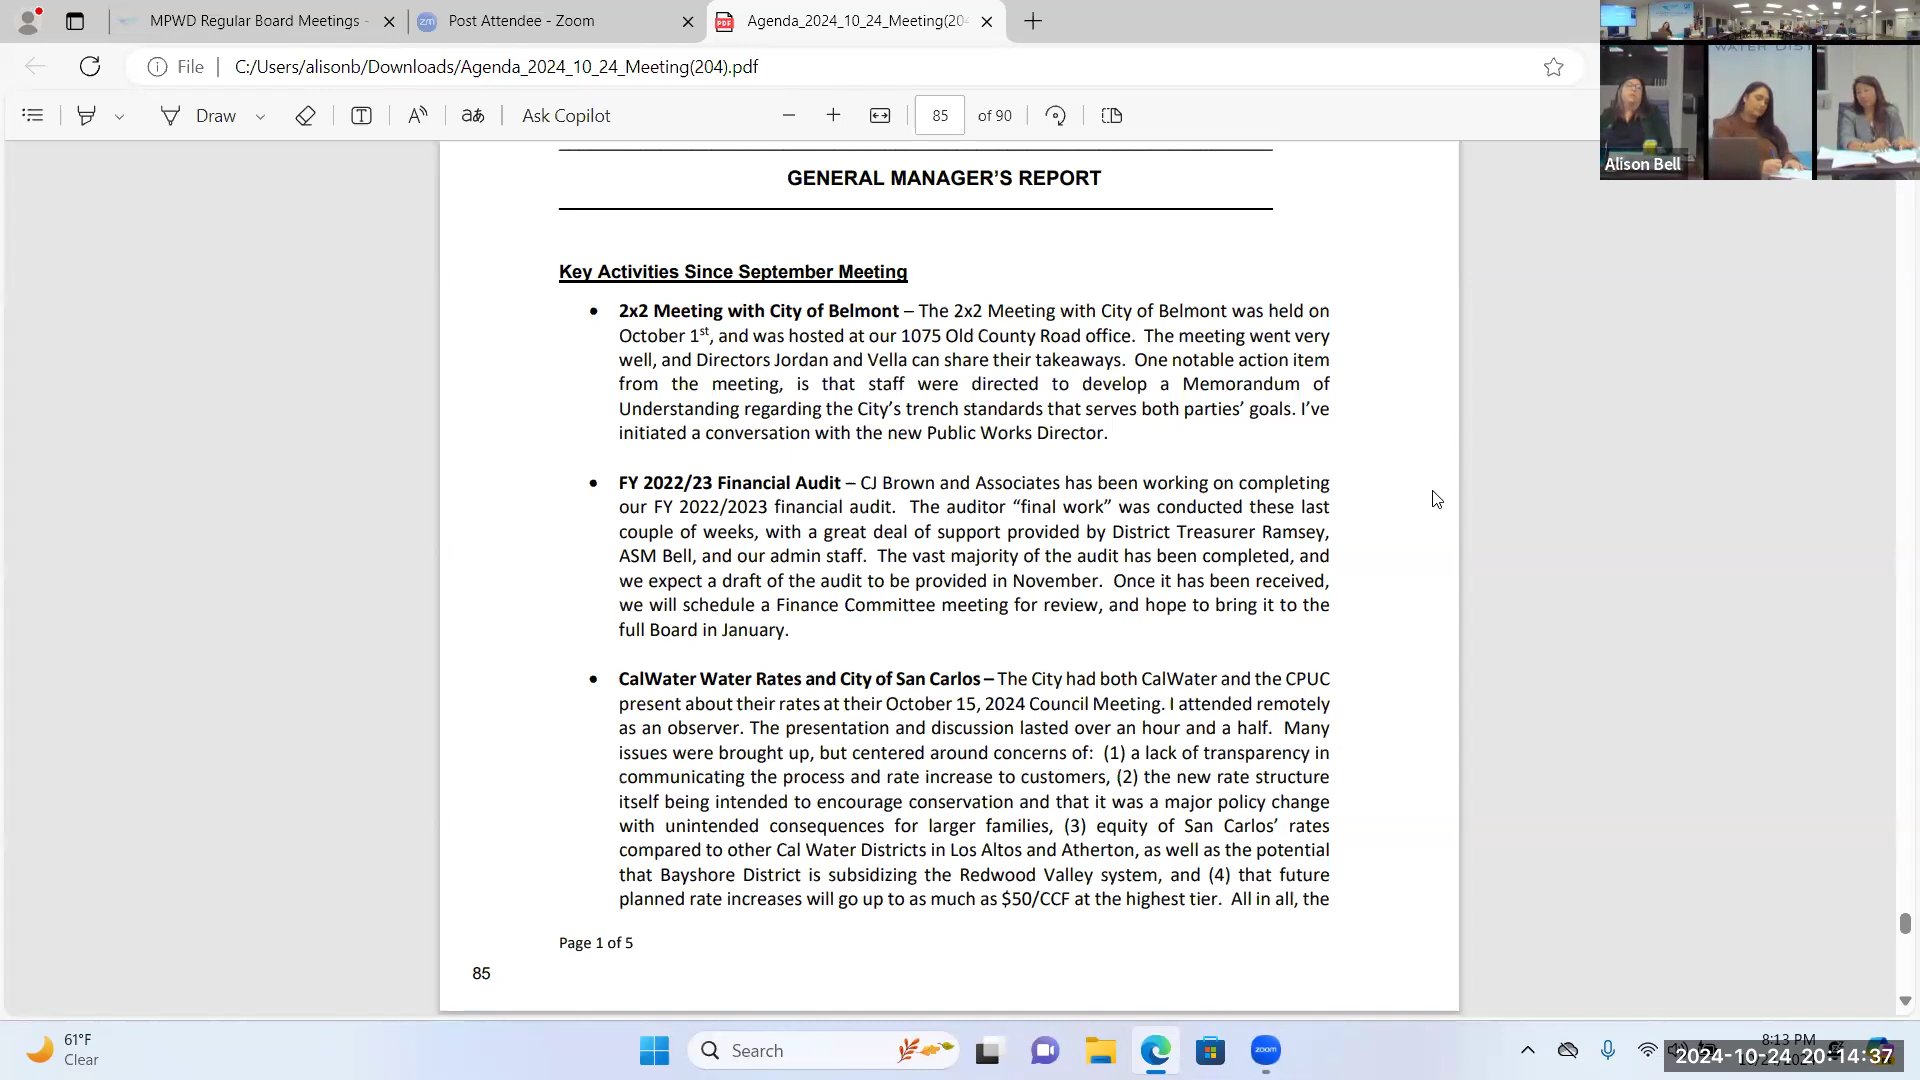 MPWD Regular Board Meetings -
Post Attendee - Zoom
Agenda_2024_10_24_Meeting(204
File
C:/Users/alisonb/Downloads/Agenda_2024_10_24_Meeting(204).pdf
Draw
Ask Copilot
85
of 90
WATER DIST
Alison Bell
GENERAL MANAGER'S REPORT
Key Activities Since September Meeting
• 2x2 Meeting with City of Belmont – The 2x2 Meeting with City of Belmont was held on
October 1st, and was hosted at our 1075 Old County Road office. The meeting went very
well, and Directors Jordan and Vella can share their takeaways. One notable action item
from the meeting, is that staff were directed to develop a Memorandum of
Understanding regarding the City's trench standards that serves both parties' goals. I've
initiated a conversation with the new Public Works Director.
• FY 2022/23 Financial Audit – CJ Brown and Associates has been working on completing
our FY 2022/2023 financial audit. The auditor "final work" was conducted these last
couple of weeks, with a great deal of support provided by District Treasurer Ramsey,
ASM Bell, and our admin staff. The vast majority of the audit has been completed, and
we expect a draft of the audit to be provided in November. Once it has been received,
we will schedule a Finance Committee meeting for review, and hope to bring it to the
full Board in January.
• CalWater Water Rates and City of San Carlos – The City had both CalWater and the CPUC
present about their rates at their October 15, 2024 Council Meeting. I attended remotely
as an observer. The presentation and discussion lasted over an hour and a half. Many
issues were brought up, but centered around concerns of: (1) a lack of transparency in
communicating the process and rate increase to customers, (2) the new rate structure
itself being intended to encourage conservation and that it was a major policy change
with unintended consequences for larger families, (3) equity of San Carlos' rates
compared to other Cal Water Districts in Los Altos and Atherton, as well as the potential
that Bayshore District is subsidizing the Redwood Valley system, and (4) that future
planned rate increases will go up to as much as $50/CCF at the highest tier. All in all, the
Page 1 of 5
85
61°F
Clear
Search
zoom
8:13 PM
2024-10-24 20:14:37